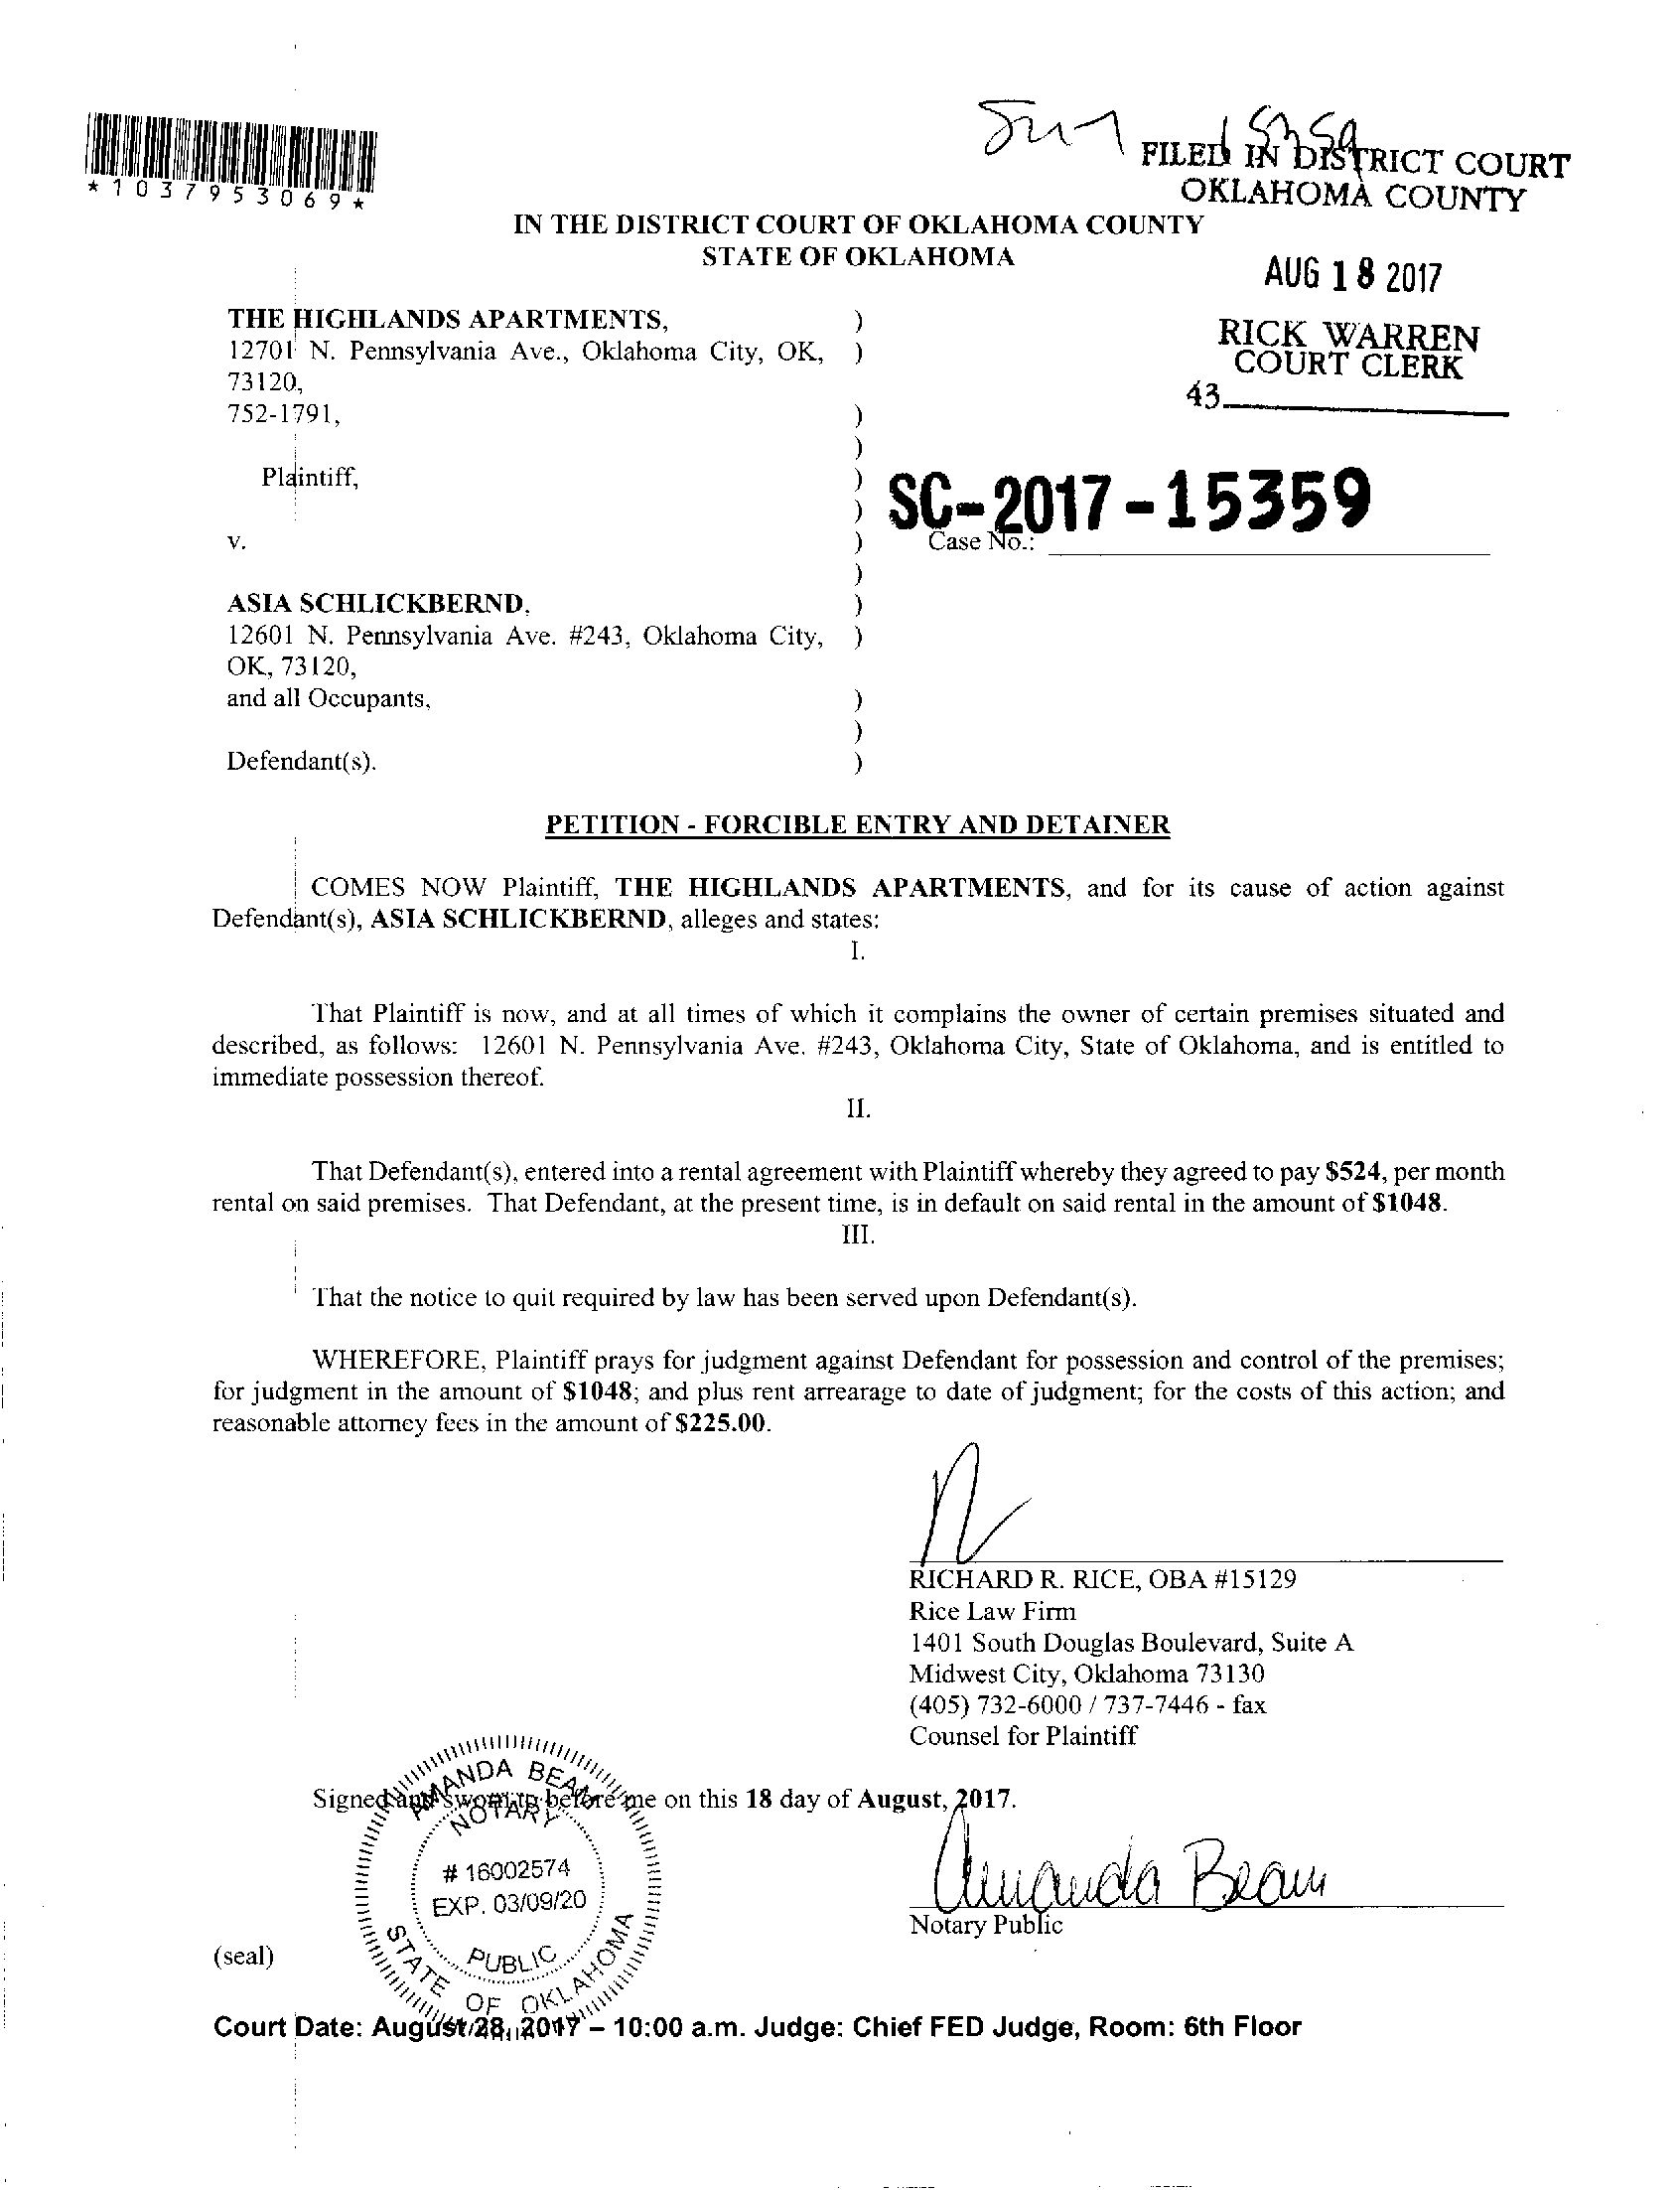 *1037953069*
FILED IN DISTRICT COURT
OKLAHOMA COUNTY
IN THE DISTRICT COURT OF OKLAHOMA COUNTY
STATE OF OKLAHOMA
AUG 18 2017
RICK WARREN
COURT CLERK
43
THE HIGHLANDS APARTMENTS, )
12701 N. Pennsylvania Ave., Oklahoma City, OK, )
73120,
752-1791, )
)
Plaintiff, )
)
SC-2017-15359
v. ) Case No.:
)
ASIA SCHLICKBERND, )
12601 N. Pennsylvania Ave. #243, Oklahoma City, )
OK, 73120,
and all Occupants, )
)
Defendant(s). )
PETITION - FORCIBLE ENTRY AND DETAINER
COMES NOW Plaintiff, THE HIGHLANDS APARTMENTS, and for its cause of action against
Defendant(s), ASIA SCHLICKBERND, alleges and states:
I.
That Plaintiff is now, and at all times of which it complains the owner of certain premises situated and
described, as follows: 12601 N. Pennsylvania Ave. #243, Oklahoma City, State of Oklahoma, and is entitled to
immediate possession thereof.
II.
That Defendant(s), entered into a rental agreement with Plaintiff whereby they agreed to pay $524, per month
rental on said premises. That Defendant, at the present time, is in default on said rental in the amount of $1048.
III.
That the notice to quit required by law has been served upon Defendant(s).
WHEREFORE, Plaintiff prays for judgment against Defendant for possession and control of the premises;
for judgment in the amount of $1048; and plus rent arrearage to date of judgment; for the costs of this action; and
reasonable attorney fees in the amount of $225.00.
RICHARD R. RICE, OBA #15129
Rice Law Firm
1401 South Douglas Boulevard, Suite A
Midwest City, Oklahoma 73130
(405) 732-6000 / 737-7446 - fax
Counsel for Plaintiff
Signed and sworn to before me on this 18 day of August, 2017.
AMANDA BEAM
NOTARY
# 16002574
EXP. 03/09/20
PUBLIC
STATE OF OKLAHOMA
Amanda Beam
Notary Public
(seal)
Court Date: August 28, 2017 – 10:00 a.m. Judge: Chief FED Judge, Room: 6th Floor